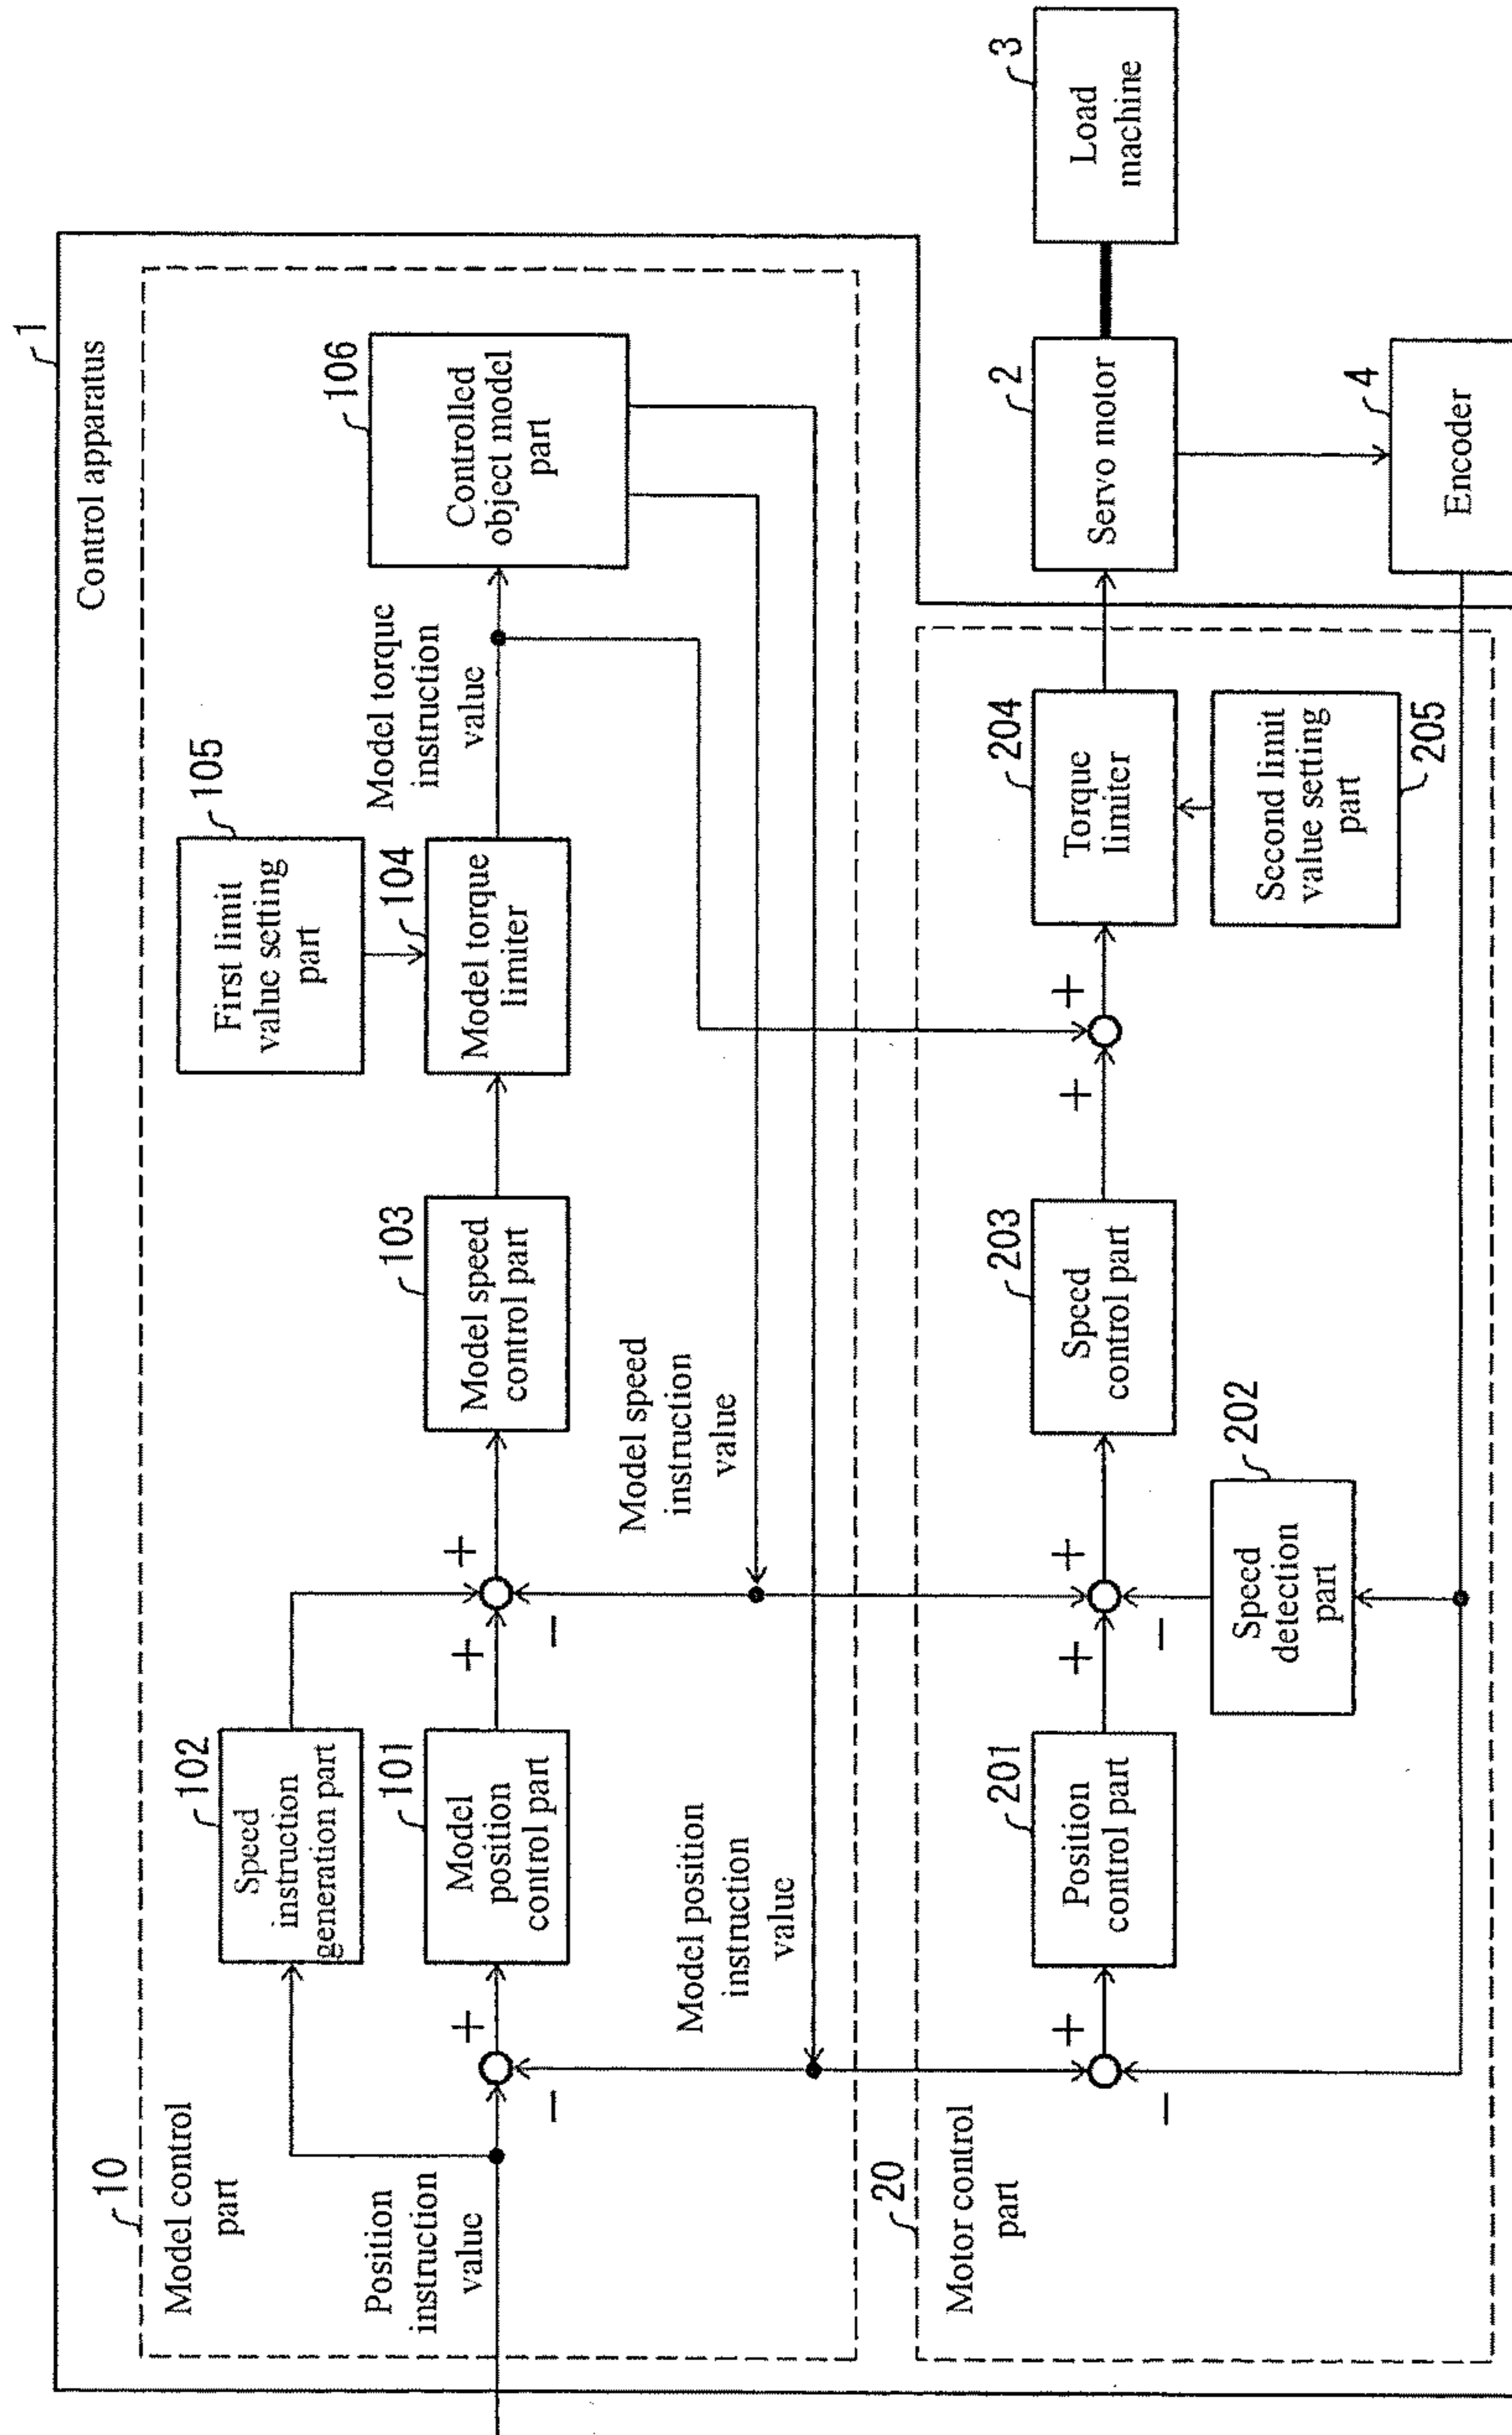 1
Control apparatus
10
Model control
part
Position
instruction
value
102
Speed
instruction
generation part
101
Model
position
control part
+
−
+
+
−
103
Model speed
control part
105
First limit
value setting
part
104
Model torque
limiter
Model torque
instruction
value
106
Controlled
object model
part
Model speed
instruction
value
Model position
instruction
value
20
Motor control
part
+
−
201
Position
control part
+
+
−
202
Speed
detection
part
203
Speed
control part
+
+
204
Torque
limiter
Second limit
value setting
part
205
2
Servo motor
3
Load
machine
4
Encoder